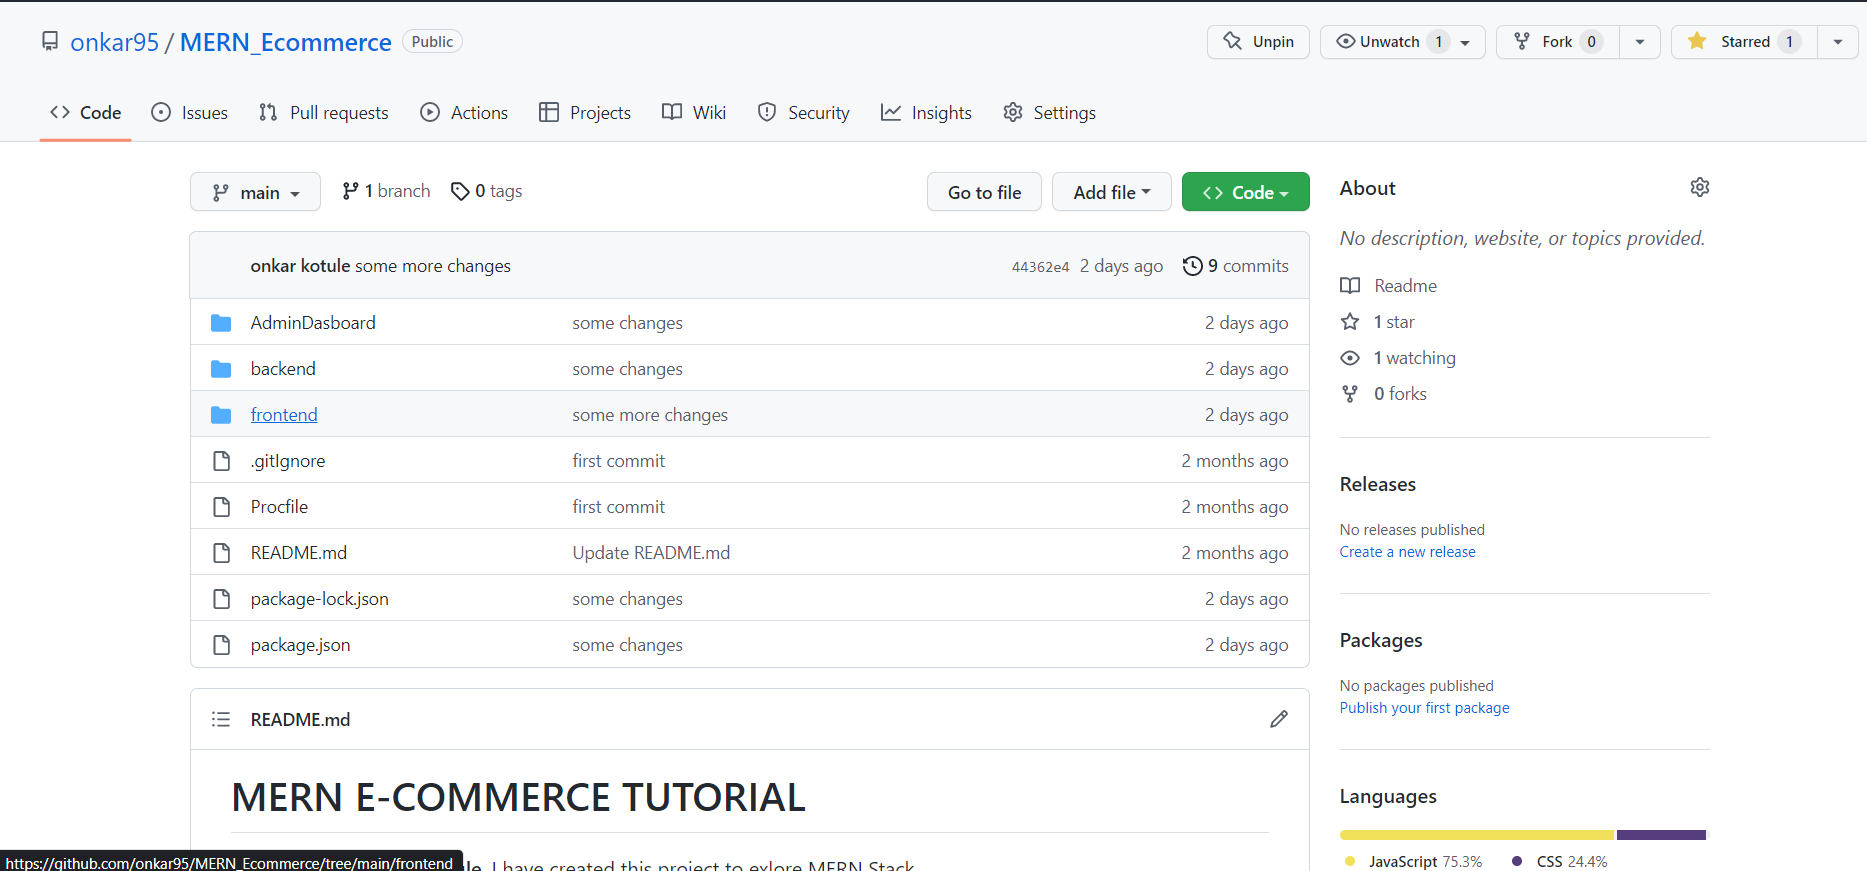 onkar95 / MERN_Ecommerce Public
Unpin Unwatch 1 Fork 0 Starred 1
Code Issues Pull requests Actions Projects Wiki Security Insights Settings
main 1 branch 0 tags Go to file Add file Code
onkar kotule some more changes 44362e4 2 days ago 9 commits
AdminDasboard some changes 2 days ago
backend some changes 2 days ago
frontend some more changes 2 days ago
.gitIgnore first commit 2 months ago
Procfile first commit 2 months ago
README.md Update README.md 2 months ago
package-lock.json some changes 2 days ago
package.json some changes 2 days ago
README.md
MERN E-COMMERCE TUTORIAL
I have created this project to exlore MERN Stack
https://github.com/onkar95/MERN_Ecommerce/tree/main/frontend
About
No description, website, or topics provided.
Readme
1 star
1 watching
0 forks
Releases
No releases published
Create a new release
Packages
No packages published
Publish your first package
Languages
JavaScript 75.3% CSS 24.4%